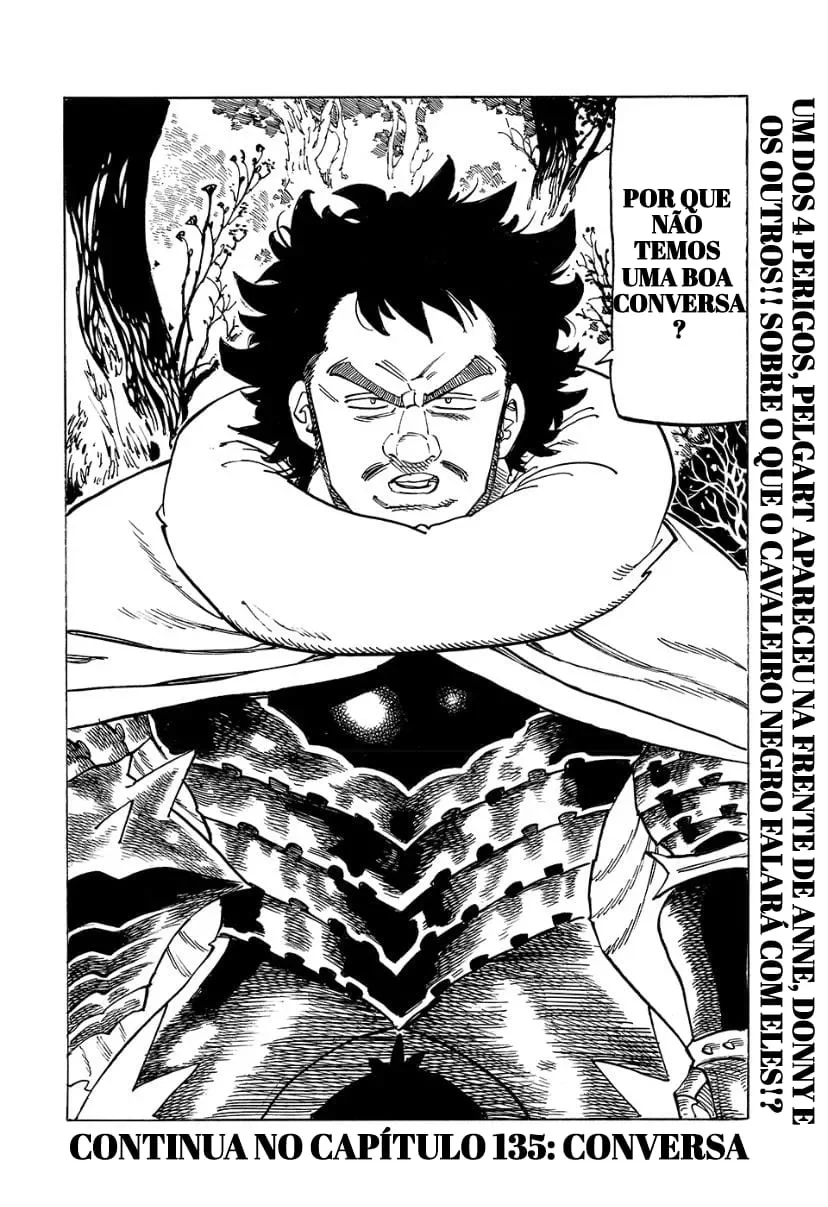 POR QUE
NÃO
TEMOS
UMA BOA
CONVERSA
?
UM DOS 4 PERIGOS, PELGART APARECEU NA FRENTE DE ANNE, DONNY E
OS OUTROS!! SOBRE O QUE O CAVALEIRO NEGRO FALARÁ COM ELES!?
CONTINUA NO CAPÍTULO 135: CONVERSA